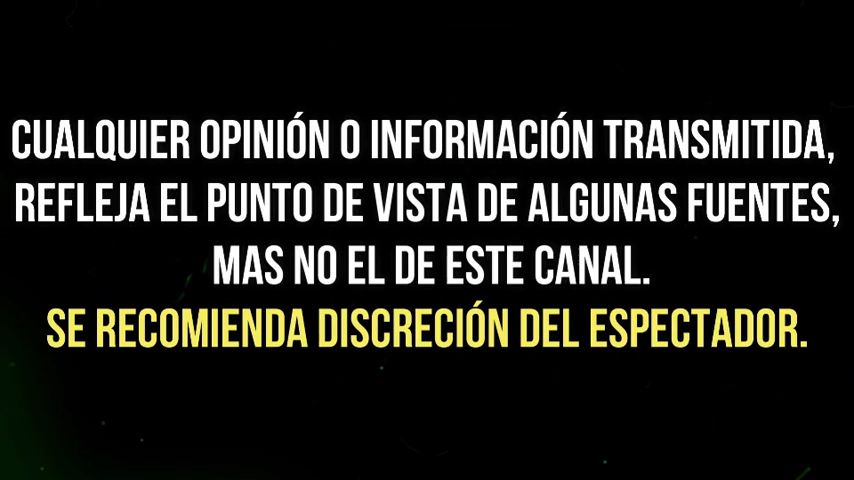 CUALQUIER OPINIÓN O INFORMACIÓN TRANSMITIDA,
REFLEJA EL PUNTO DE VISTA DE ALGUNAS FUENTES,
MAS NO EL DE ESTE CANAL.
SE RECOMIENDA DISCRECIÓN DEL ESPECTADOR.